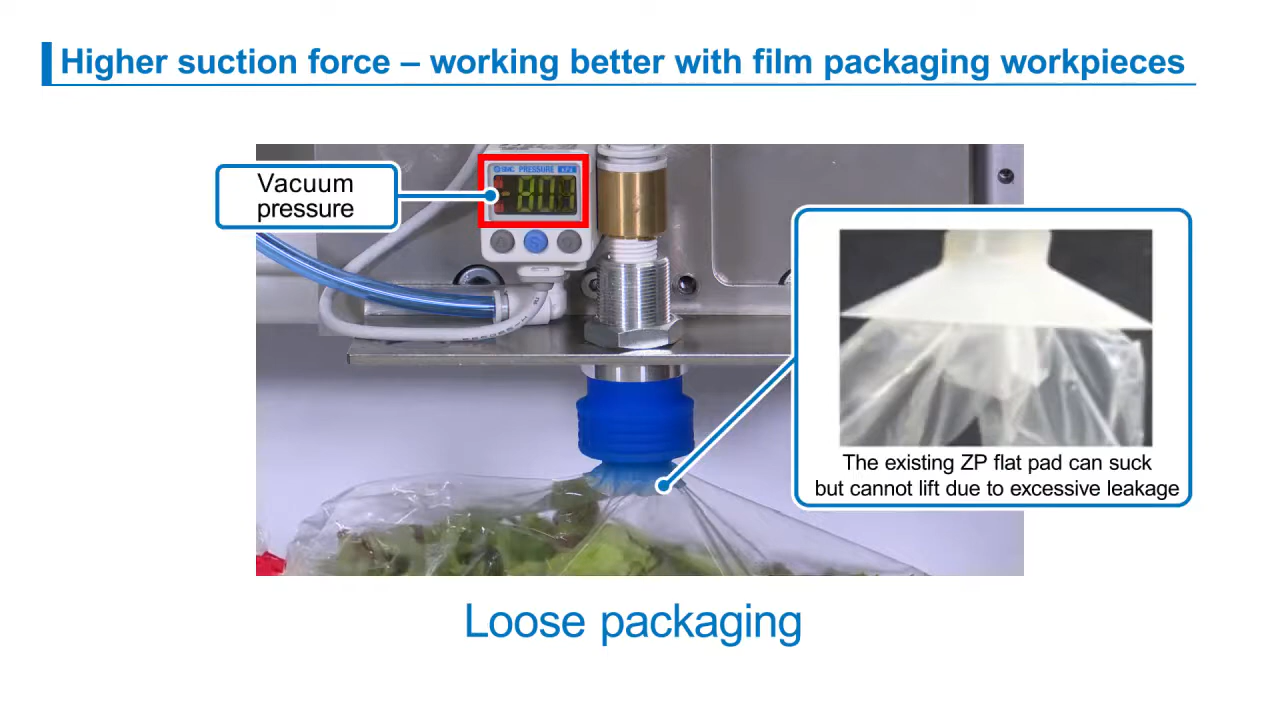 Higher suction force – working better with film packaging workpieces
Vacuum
pressure
SMC PRESSURE
S
The existing ZP flat pad can suck
but cannot lift due to excessive leakage
Loose packaging